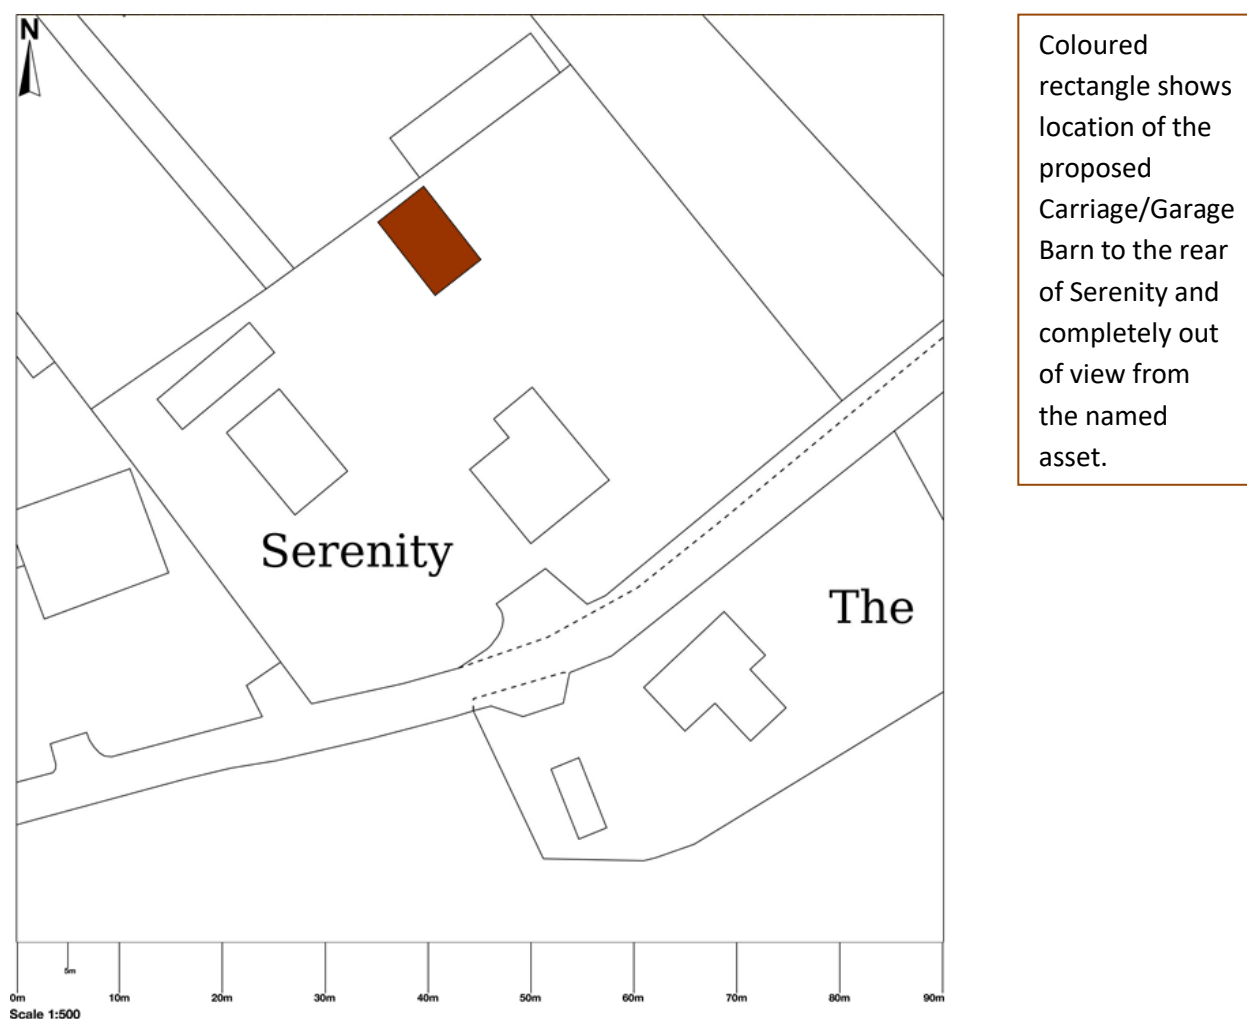 N
Coloured
rectangle shows
location of the
proposed
Carriage/Garage
Barn to the rear
of Serenity and
completely out
of view from
the named
asset.
Serenity
The
5m
0m 10m 20m 30m 40m 50m 60m 70m 80m 90m
Scale 1:500